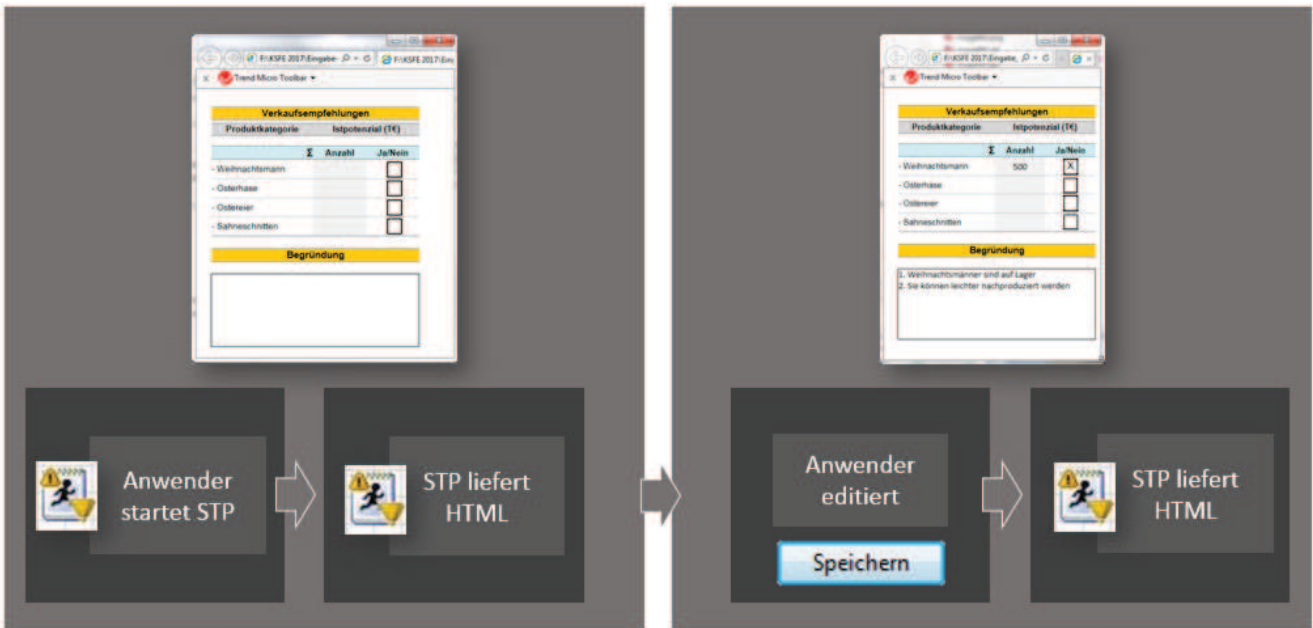 F:\KSFE 2017\Eingabe-
F:\KSFE 2017\Ein
x Trend Micro Toolbar
Verkaufsempfehlungen
Produktkategorie Istpotenzial (T€)
Σ Anzahl Ja/Nein
- Weihnachtsmann
- Osterhase
- Ostereier
- Sahneschnitten
Begründung
Anwender
startet STP
STP liefert
HTML
F:\KSFE 2017\Eingabe_
x Trend Micro Toolbar
Verkaufsempfehlungen
Produktkategorie Istpotenzial (T€)
Σ Anzahl Ja/Nein
- Weihnachtsmann 500 X
- Osterhase
- Ostereier
- Sahneschnitten
Begründung
1. Weihnachtsmänner sind auf Lager
2. Sie können leichter nachproduziert werden
Anwender
editiert
Speichern
STP liefert
HTML